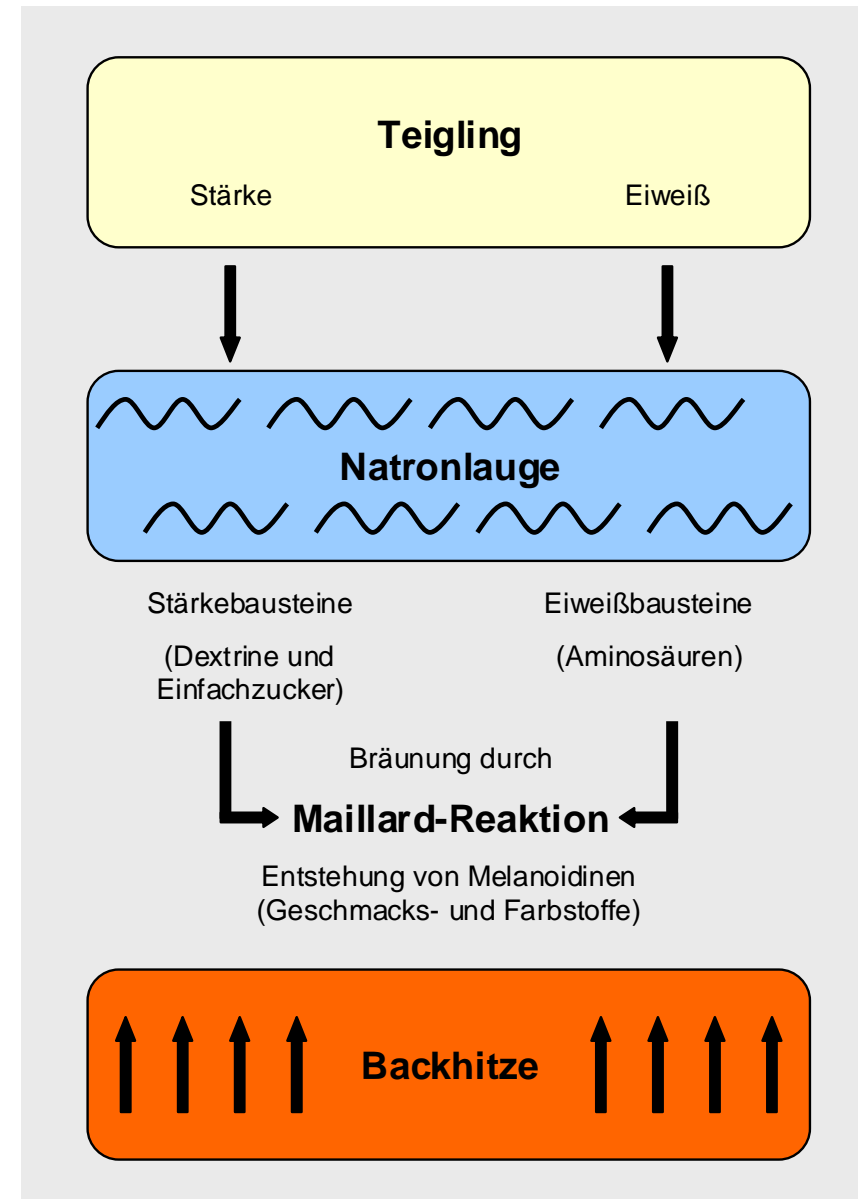 Teigling
Stärke Eiweiß
Natronlauge
Stärkebausteine Eiweißbausteine
(Dextrine und (Aminosäuren)
Einfachzucker)
Bräunung durch
Maillard-Reaktion
Entstehung von Melanoidinen
(Geschmacks- und Farbstoffe)
Backhitze